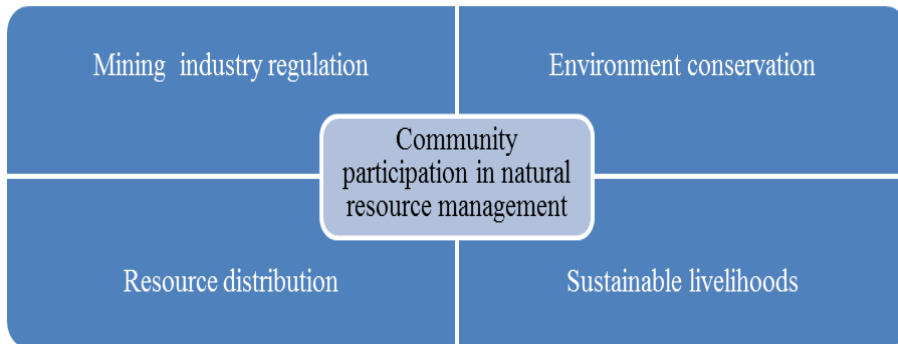 Mining industry regulation
Environment conservation
Community
participation in natural
resource management
Resource distribution
Sustainable livelihoods